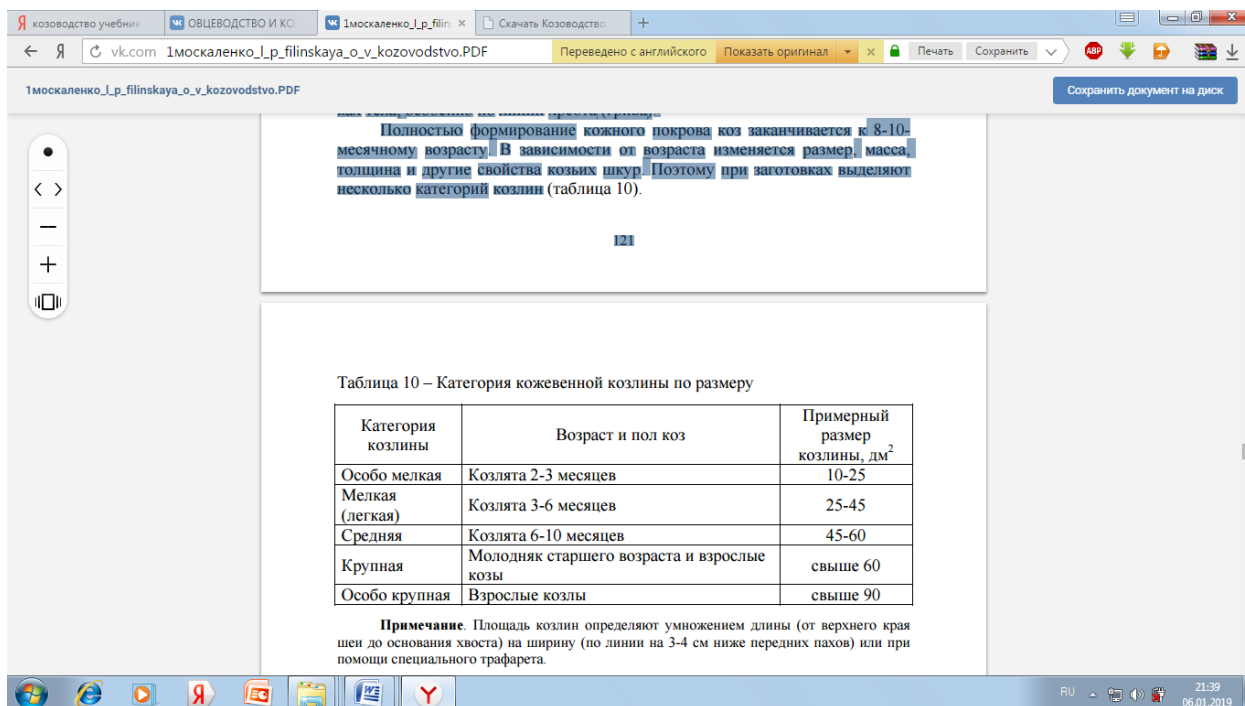 козоводство учебник
ОВЦЕВОДСТВО И КО
1москаленко_l_p_filin
Скачать Козоводство
vk.com 1москаленко_l_p_filinskaya_o_v_kozovodstvo.PDF
Переведено с английского
Показать оригинал
Печать
Сохранить
ABP
1москаленко_l_p_filinskaya_o_v_kozovodstvo.PDF
Сохранить документ на диск
Полностью формирование кожного покрова коз заканчивается к 8-10-
месячному возрасту. В зависимости от возраста изменяется размер, масса,
толщина и другие свойства козьих шкур. Поэтому при заготовках выделяют
несколько категорий козлин (таблица 10).
121
Таблица 10 – Категория кожевенной козлины по размеру
Категория
козлины
Возраст и пол коз
Примерный
размер
козлины, дм²
Особо мелкая Козлята 2-3 месяцев 10-25
Мелкая
(легкая)
Козлята 3-6 месяцев 25-45
Средняя Козлята 6-10 месяцев 45-60
Крупная
Молодняк старшего возраста и взрослые
козы
свыше 60
Особо крупная Взрослые козлы свыше 90
Примечание. Площадь козлин определяют умножением длины (от верхнего края
шеи до основания хвоста) на ширину (по линии на 3-4 см ниже передних пахов) или при
помощи специального трафарета.
RU
21:39
06.01.2019